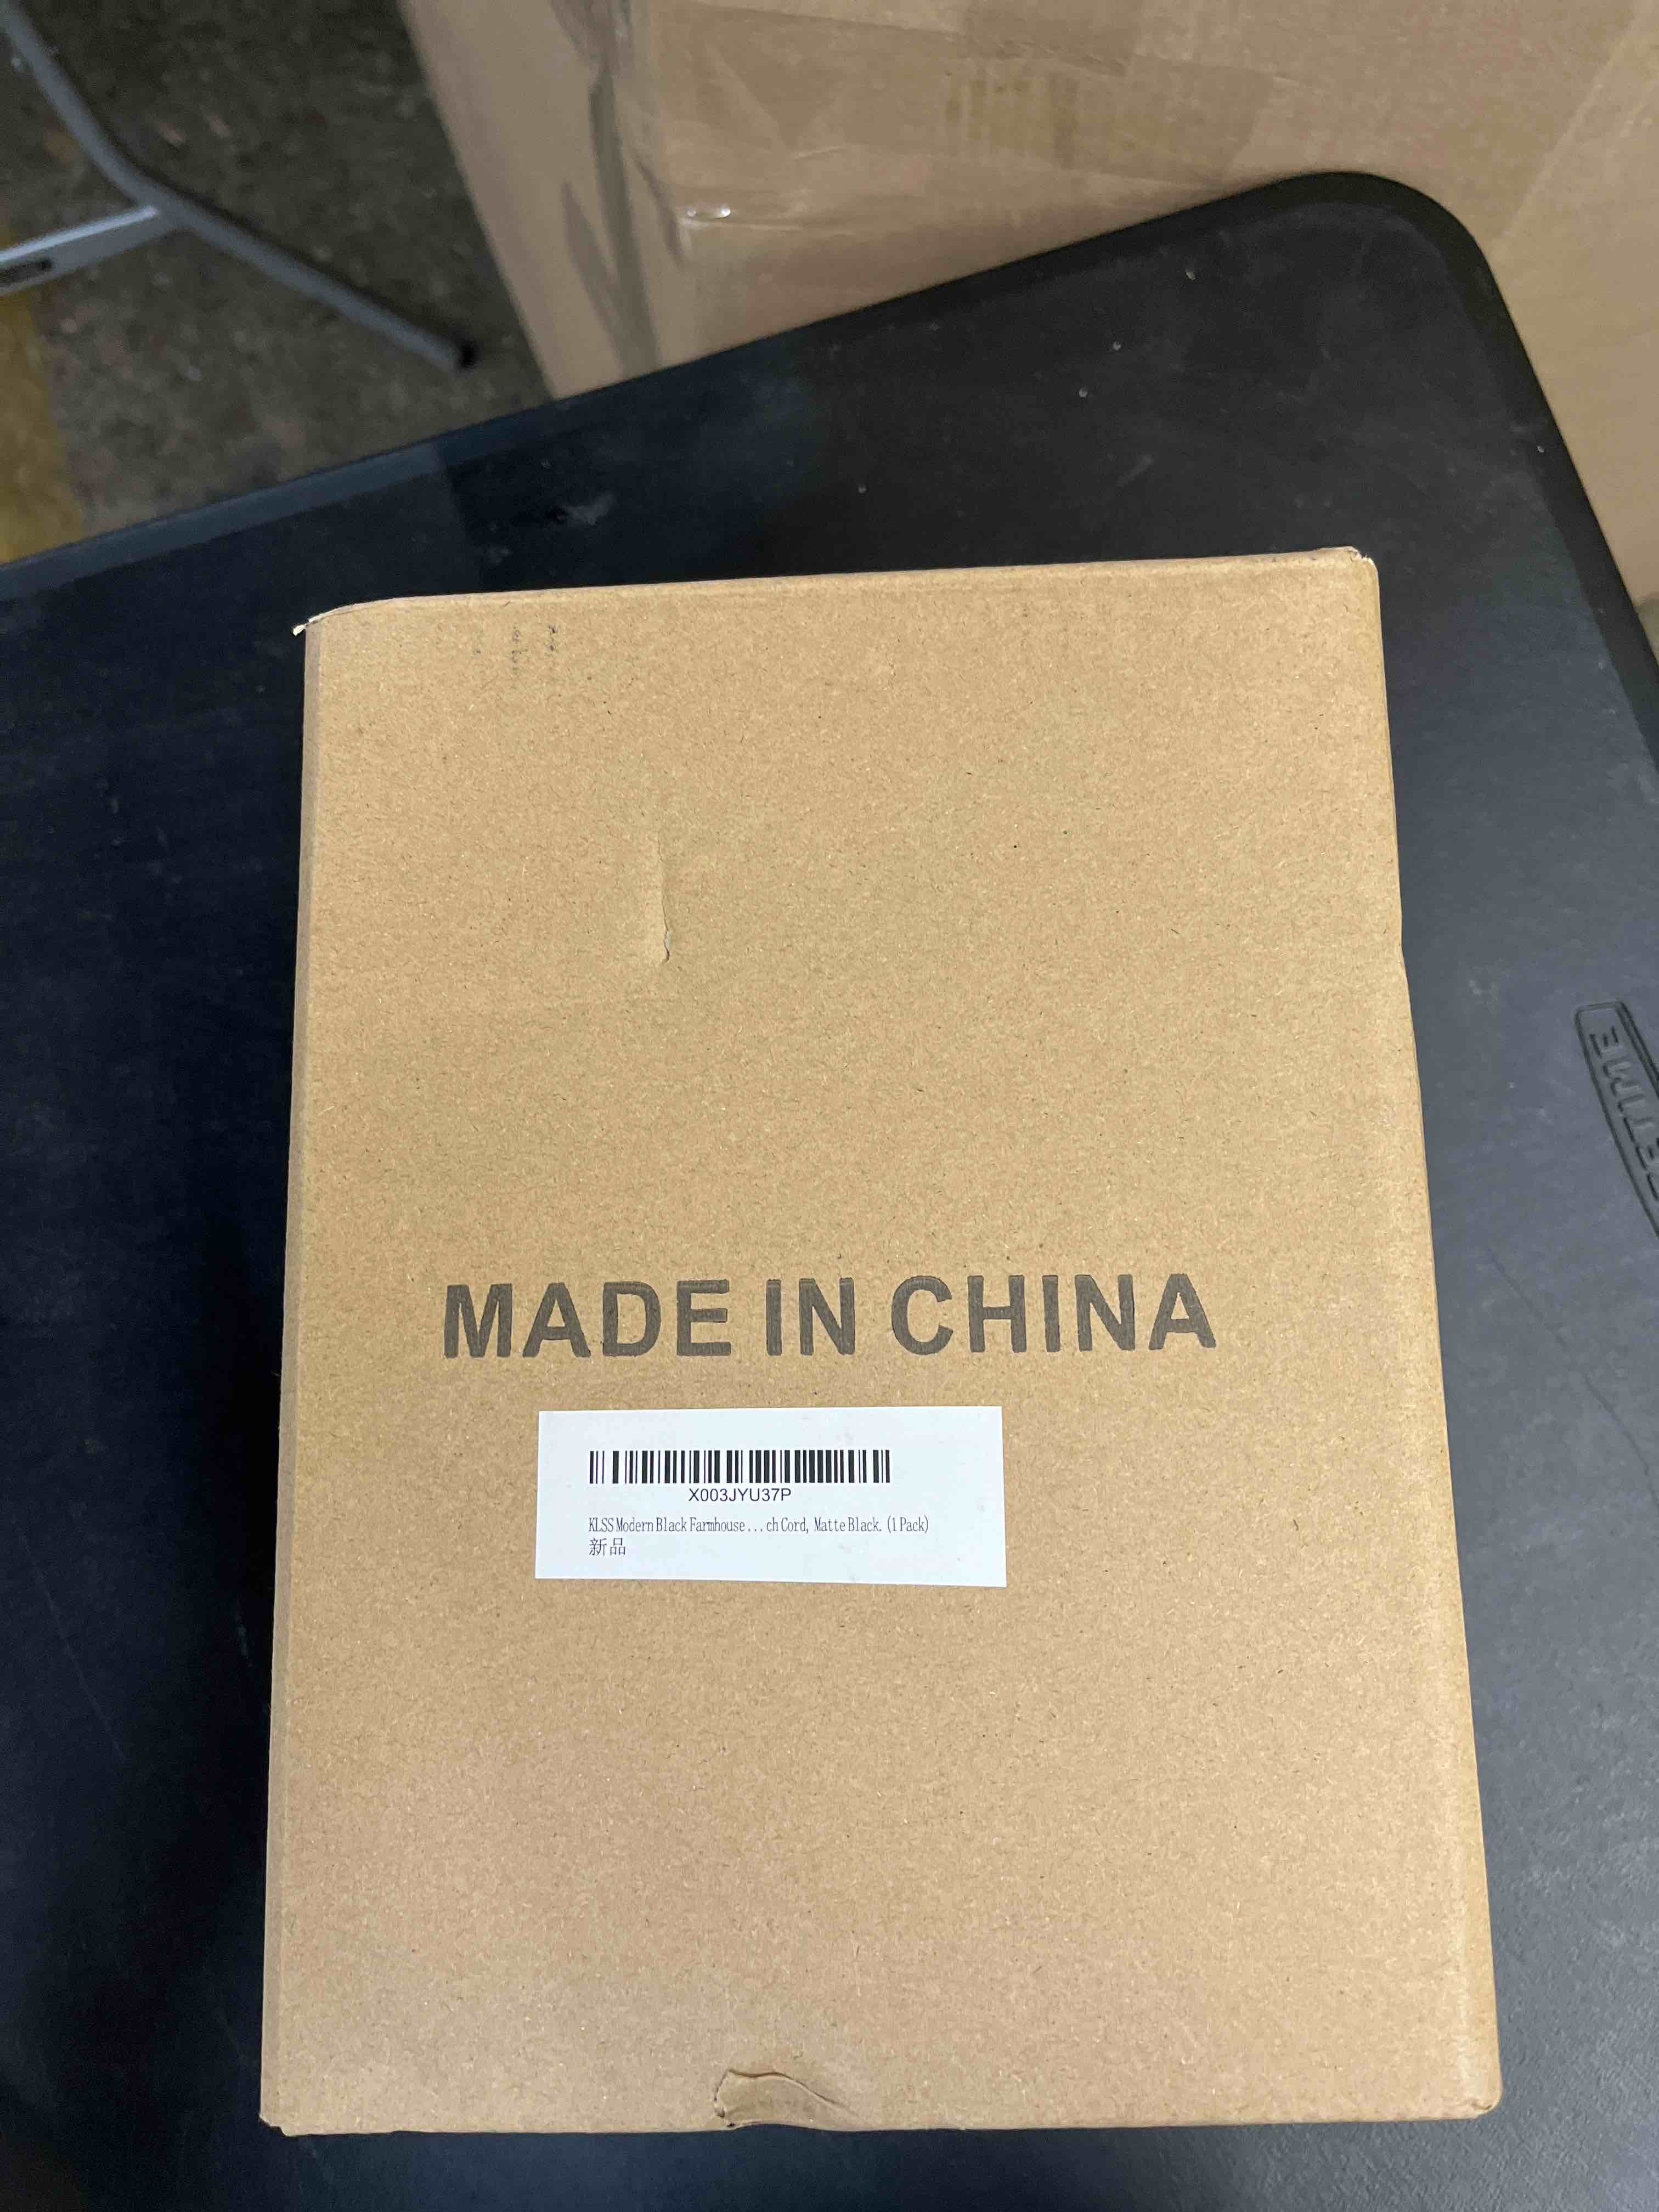 MADE IN CHINA
X003JYU37P
KLSS Modern Black Farmhouse ... ch Cord, Matte Black. (1 Pack)
新品